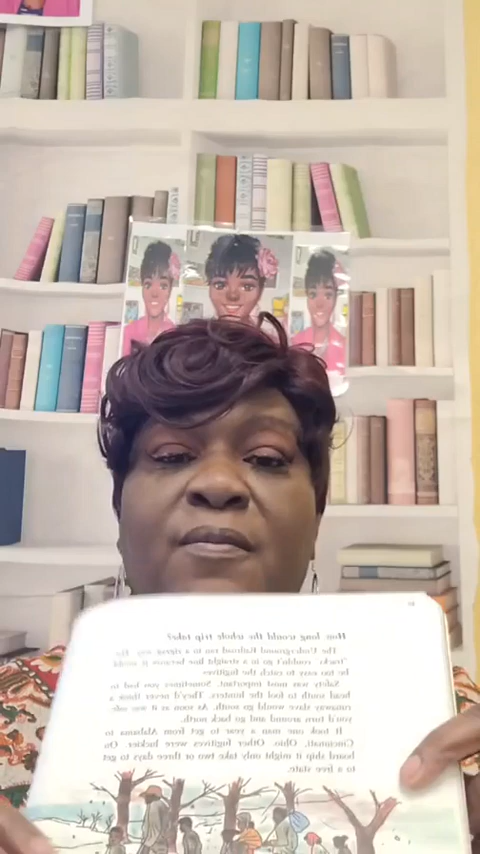 How long would the whole trip take?
The Underground Railroad ran in a zigzag way. Its
"tracks" couldn't go in a straight line because it would
be too easy to catch the fugitives.
Safety was most important. Sometimes you had to
head south to fool the hunters. They'd never think a
runaway slave would go south. As soon as it was safe
you'd turn around and go back north.
It took one man a year to get from Alabama to
Cincinnati, Ohio. Other fugitives were luckier. On
board ship it might only take two or three days to get
to a free state.